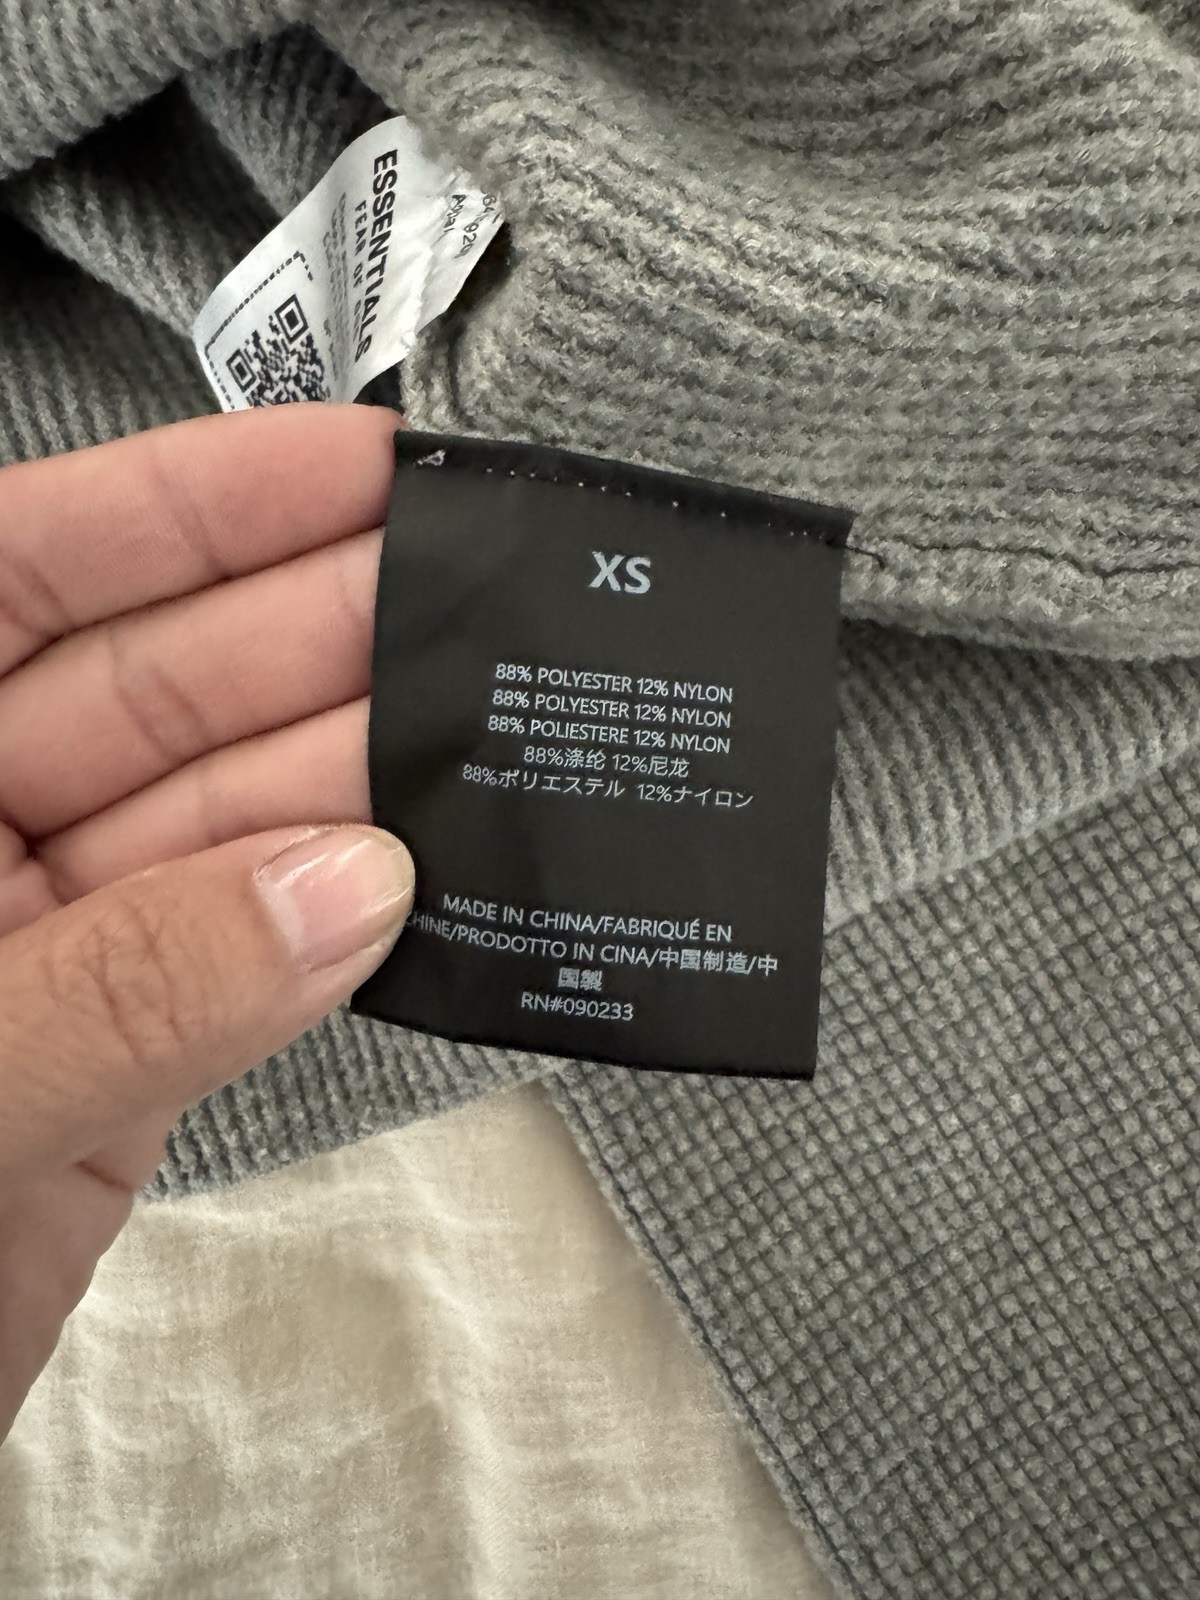 ESSENTIALS
FEAR OF
XS
88% POLYESTER 12% NYLON
88% POLYESTER 12% NYLON
88% POLIESTERE 12% NYLON
88%涤纶 12%尼龙
88%ポリエステル 12%ナイロン
MADE IN CHINA/FABRIQUÉ EN
CHINE/PRODOTTO IN CINA/中国制造/中
国製
RN#090233